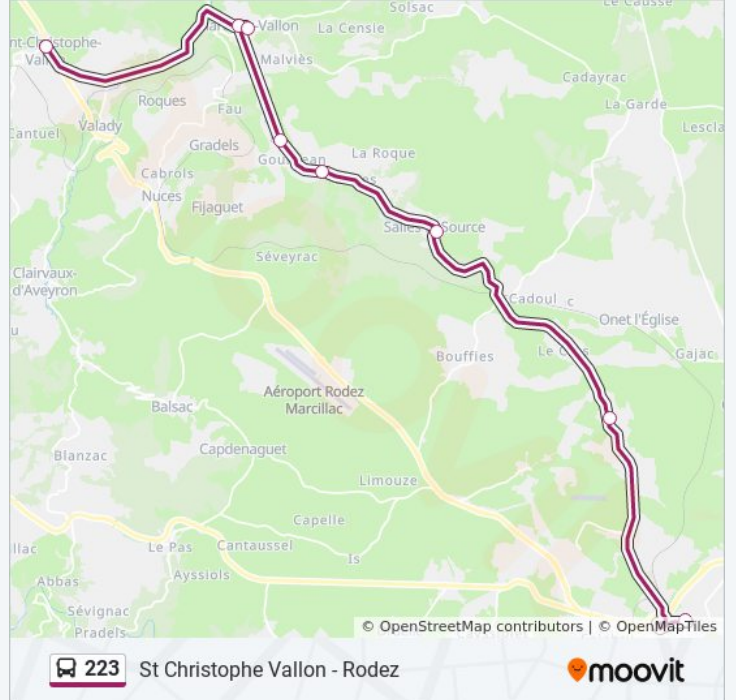 Solsac
Le Causse
Vallon
La Censie
nt-Christophe-
Malviès
Cadayrac
Roques
La Garde
Fau
Cantuel
Valady
Lescla
Gradels
La Roque
Cabrols
Nuces
Fijaguet
Source
Séveyrac
Clairvaux-
d'Aveyron
Cadoul
c
Onet l'Église
Bouffies
Gajac
Aéroport Rodez
Marcillac
Balsac
Capdenaguet
Blanzac
Limouze
Capelle
Le Pas
Cantaussel
Is
Abbas
Ayssiols
Sévignac
Pradels
© OpenStreetMap contributors | © OpenMapTiles
223 St Christophe Vallon - Rodez
moovit